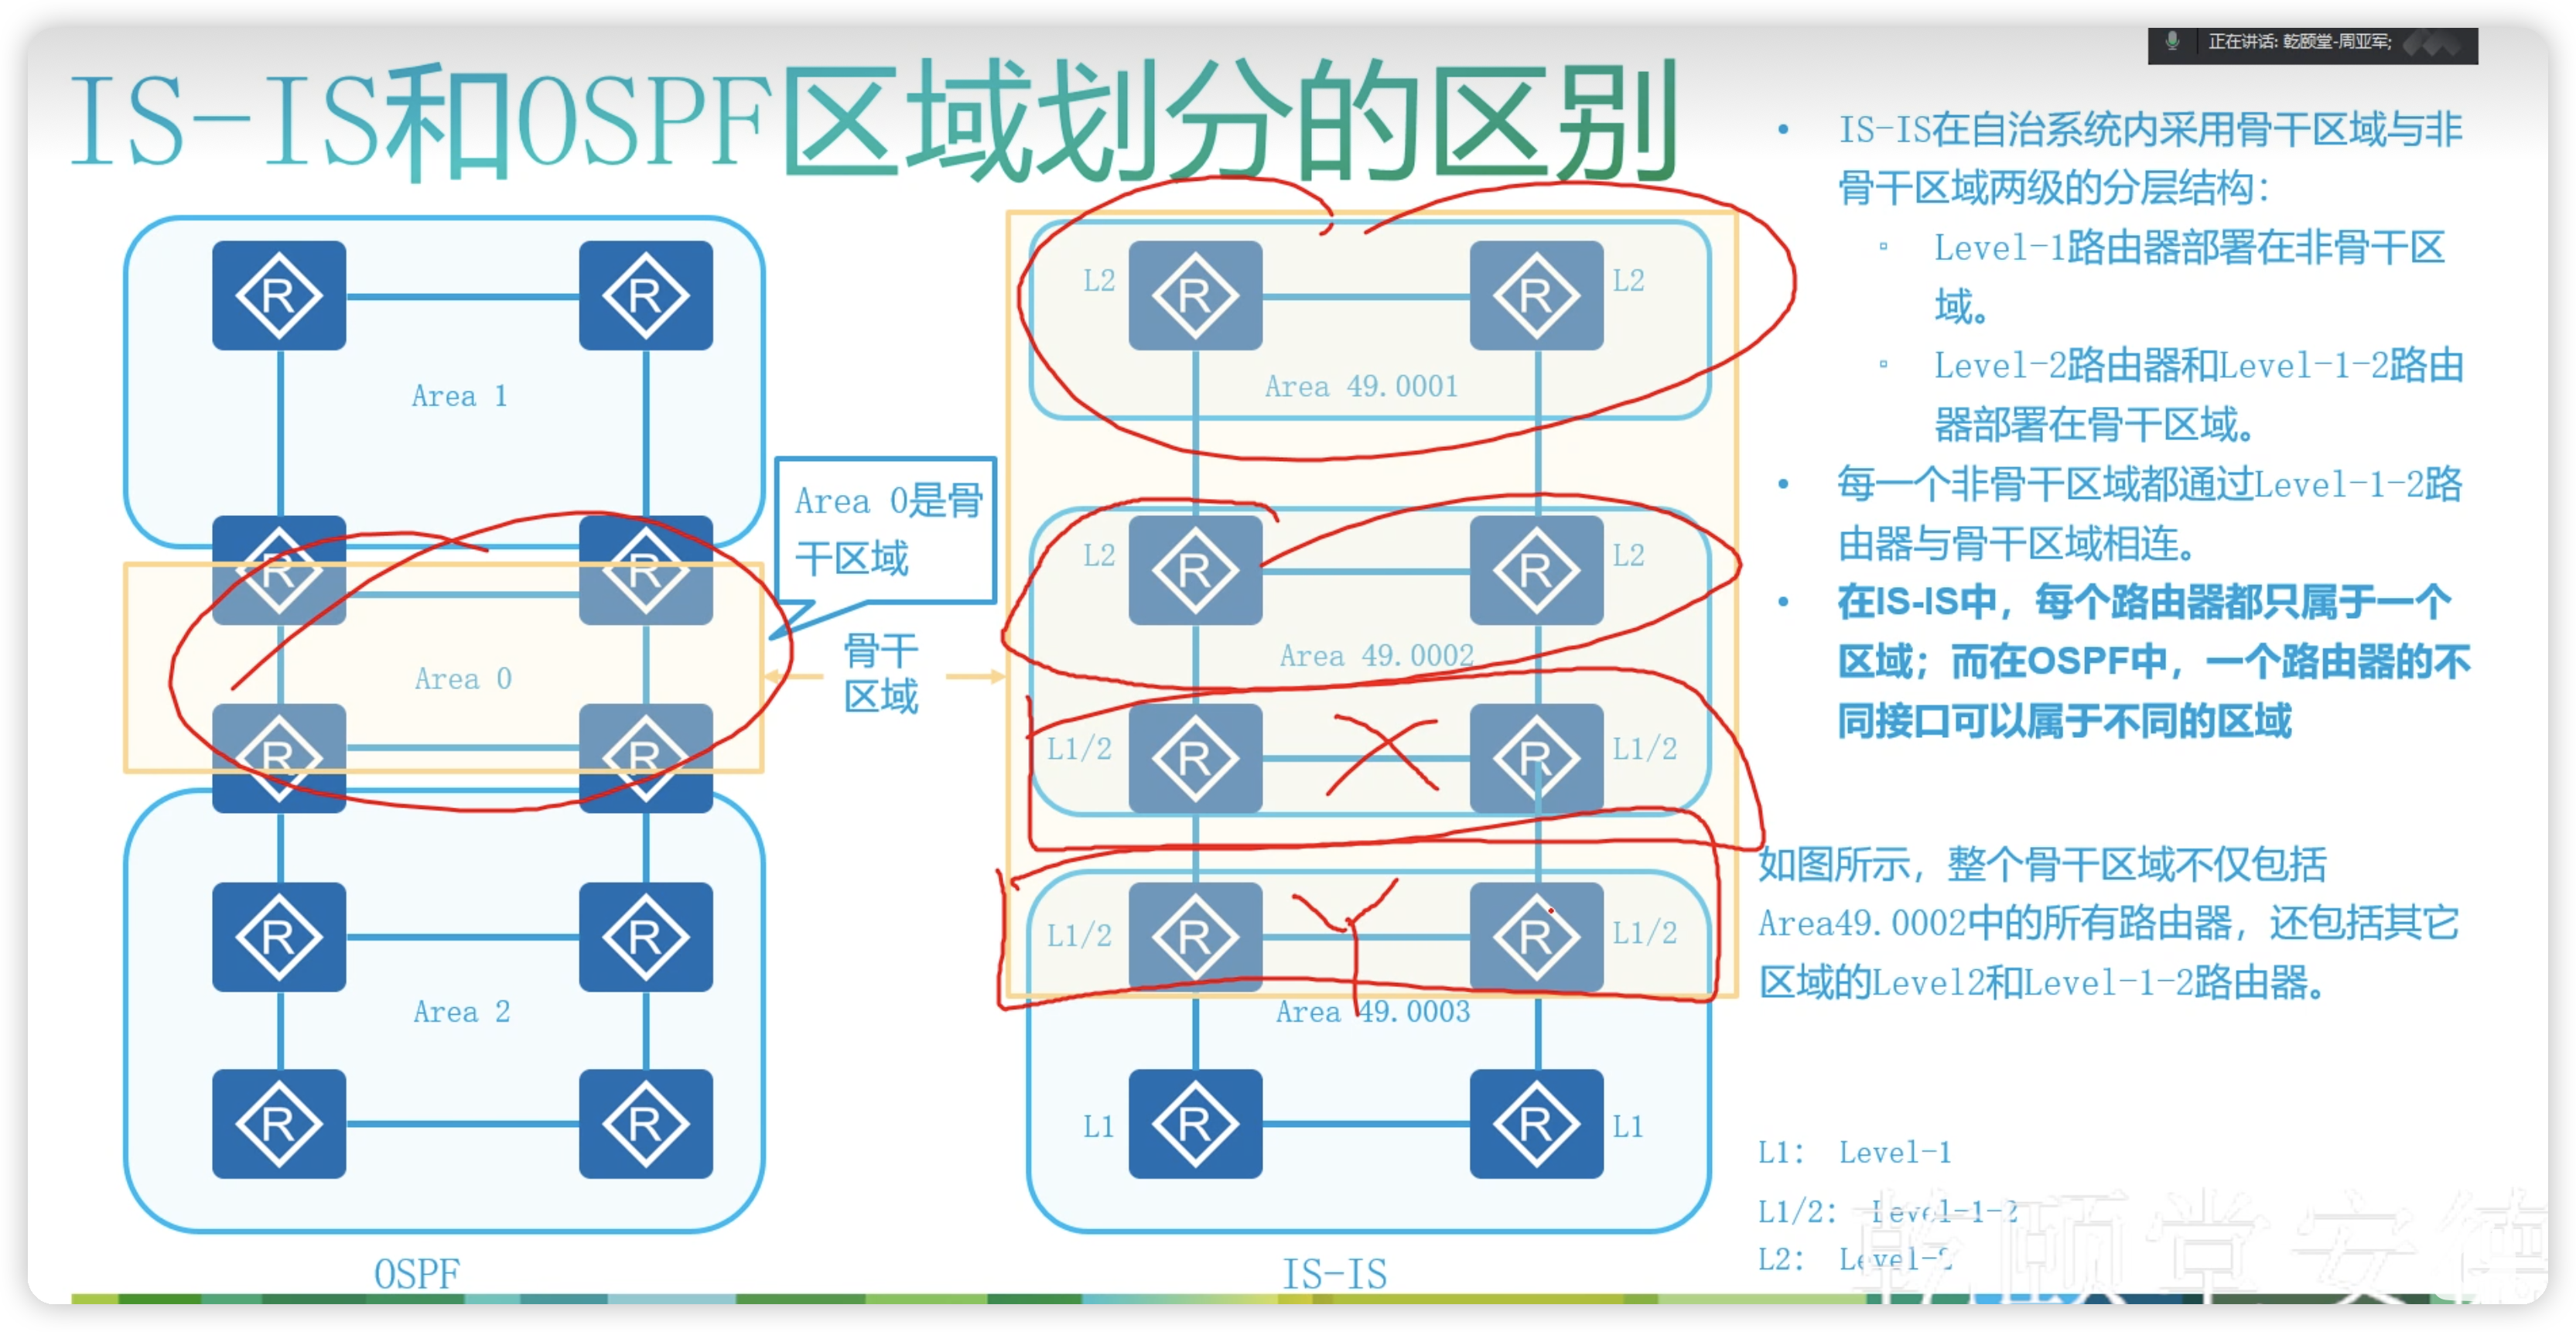 正在讲话: 乾颐堂-周亚军;
IS-IS和OSPF区域划分的区别
R
R
Area 1
R
R
Area 0
R
R
R
R
Area 2
R
R
OSPF
Area 0是骨
干区域
骨干
区域
L2
R
R
L2
Area 49.0001
L2
R
R
L2
Area 49.0002
L1/2
R
R
L1/2
L1/2
R
R
L1/2
Area 49.0003
L1
R
R
L1
IS-IS
• IS-IS在自治系统内采用骨干区域与非
骨干区域两级的分层结构：
▫ Level-1路由器部署在非骨干区
域。
▫ Level-2路由器和Level-1-2路由
器部署在骨干区域。
• 每一个非骨干区域都通过Level-1-2路
由器与骨干区域相连。
• 在IS-IS中，每个路由器都只属于一个
区域；而在OSPF中，一个路由器的不
同接口可以属于不同的区域
如图所示，整个骨干区域不仅包括
Area49.0002中的所有路由器，还包括其它
区域的Level2和Level-1-2路由器。
L1： Level-1
L1/2： Level-1-2
L2： Level-2
乾颐堂安德